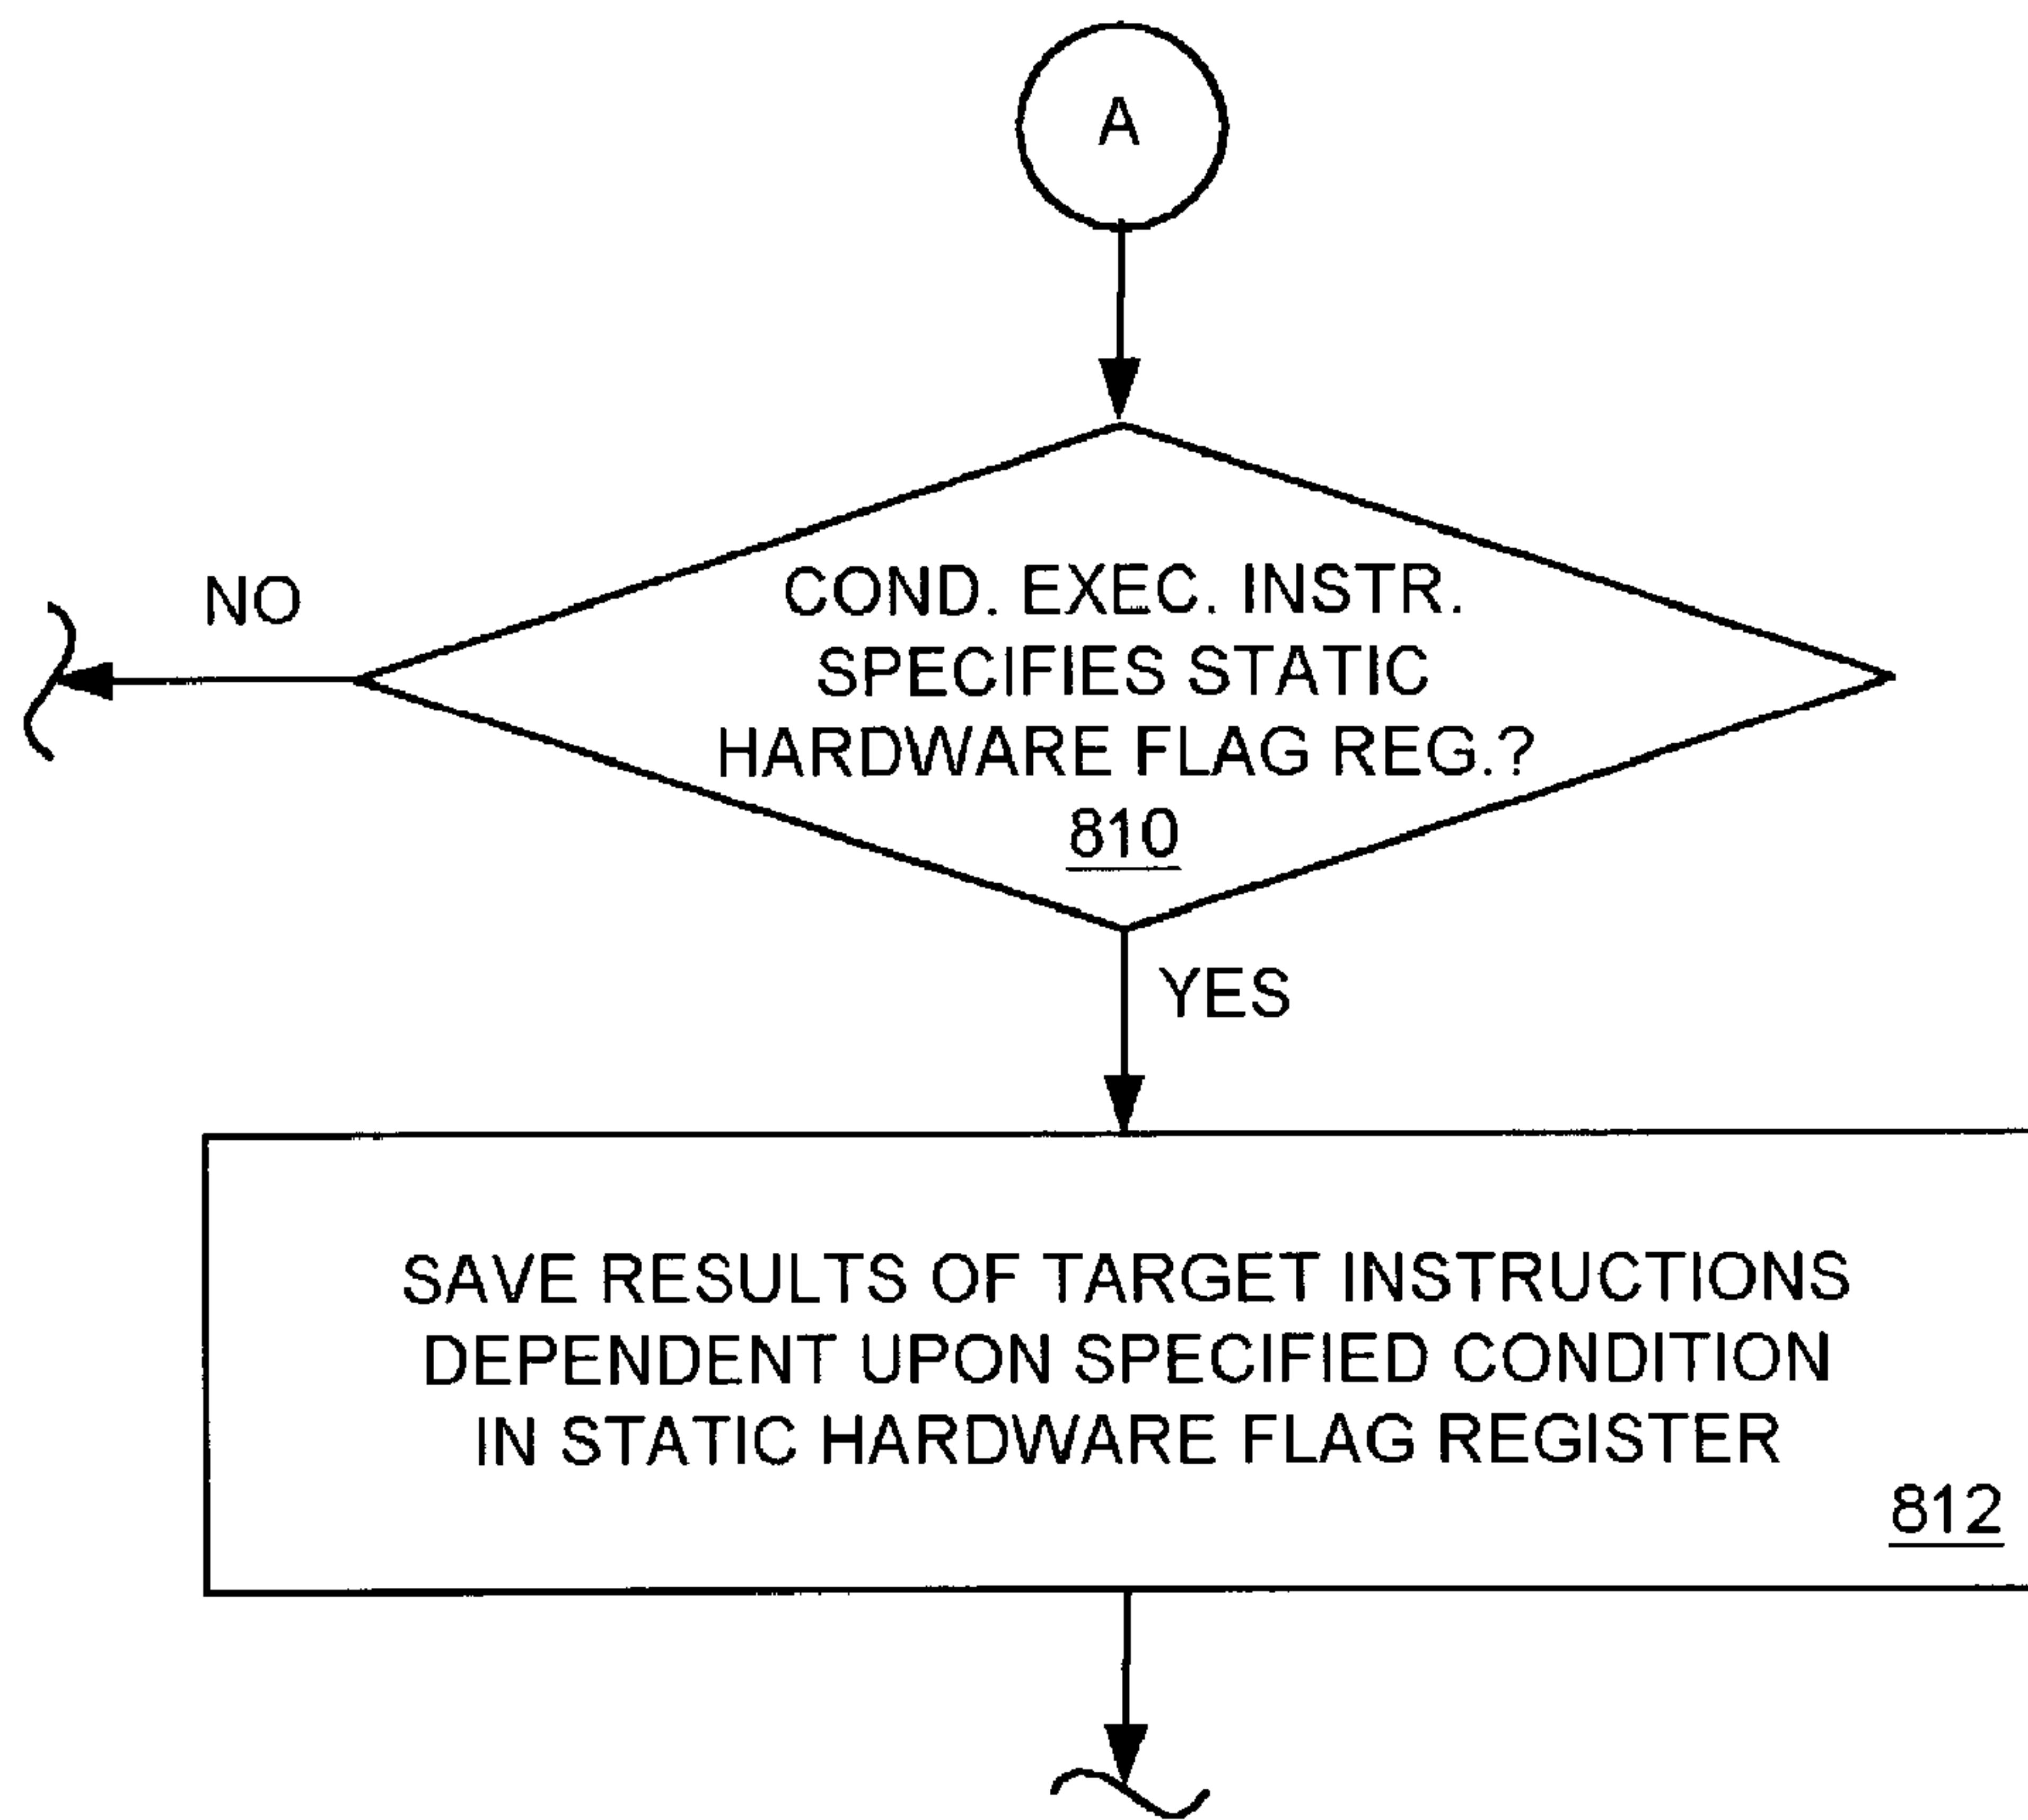 A
COND. EXEC. INSTR.
SPECIFIES STATIC
HARDWARE FLAG REG.?
810
NO
YES
SAVE RESULTS OF TARGET INSTRUCTIONS
DEPENDENT UPON SPECIFIED CONDITION
IN STATIC HARDWARE FLAG REGISTER
812